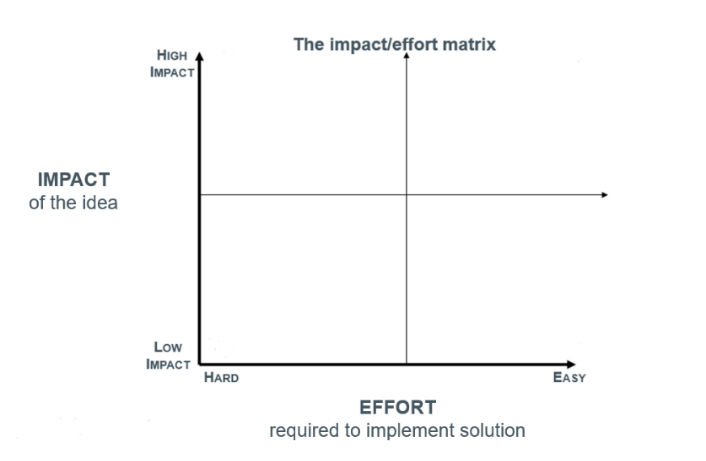 The impact/effort matrix
HIGH
IMPACT
IMPACT
of the idea
LOW
IMPACT
HARD
EASY
EFFORT
required to implement solution